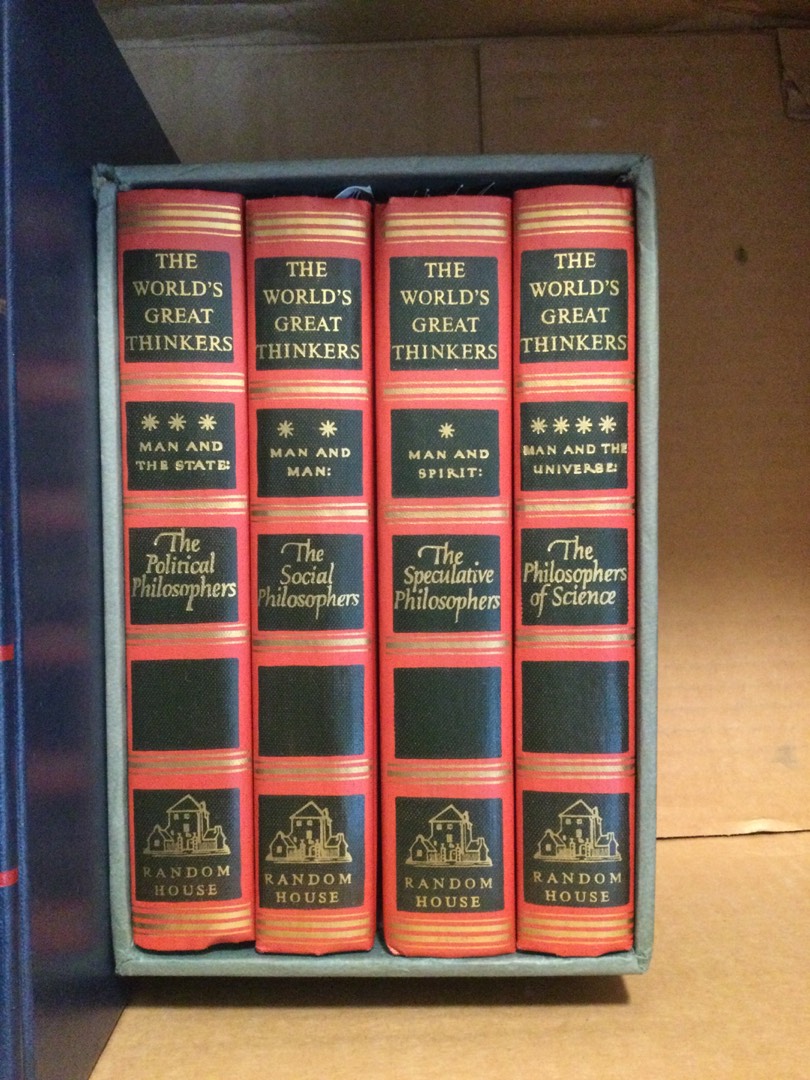 THE
WORLD'S
GREAT
THINKERS
* * *
MAN AND
THE STATE:
The
Political
Philosophers
RANDOM
HOUSE
THE
WORLD'S
GREAT
THINKERS
* *
MAN AND
MAN:
The
Social
Philosophers
RANDOM
HOUSE
THE
WORLD'S
GREAT
THINKERS
*
MAN AND
SPIRIT:
The
Speculative
Philosophers
RANDOM
HOUSE
THE
WORLD'S
GREAT
THINKERS
* * * *
MAN AND THE
UNIVERSE:
The
Philosophers
of Science
RANDOM
HOUSE